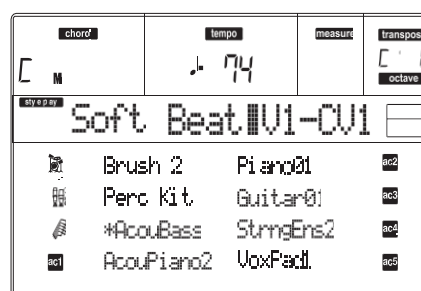 chord tempo measure transpos
C M ♩. 74 C
octave
style play
Soft Beat V1-CV1
Brush 2 Piano01 ac2
Perc Kit Guitar01 ac3
*AcouBass StrngEns2 ac4
ac1 AcouPiano2 VoxPad1. ac5